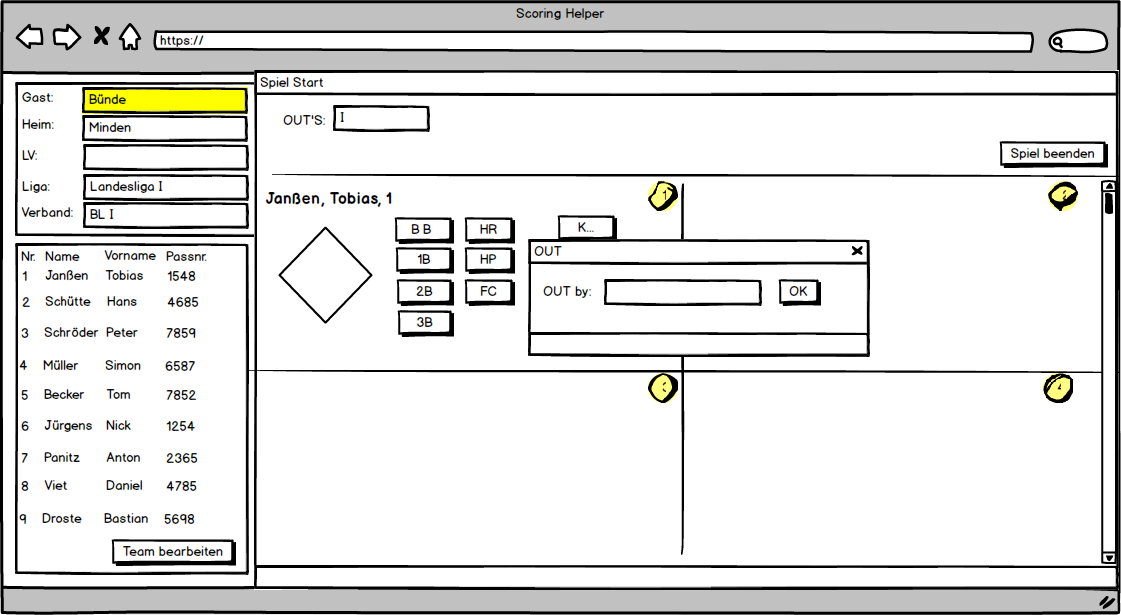 Scoring Helper
https://
Gast: Bünde
Heim: Minden
LV:
Liga: Landesliga I
Verband: BL I
Nr. Name Vorname Passnr.
1 Janßen Tobias 1548
2 Schütte Hans 4685
3 Schröder Peter 7859
4 Müller Simon 6587
5 Becker Tom 7852
6 Jürgens Nick 1254
7 Panitz Anton 2365
8 Viet Daniel 4785
9 Droste Bastian 5698
Team bearbeiten
Spiel Start
OUT'S: I
Spiel beenden
Janßen, Tobias, 1
1
B B HR K...
1B HP
2B FC
3B
OUT
OUT by: OK